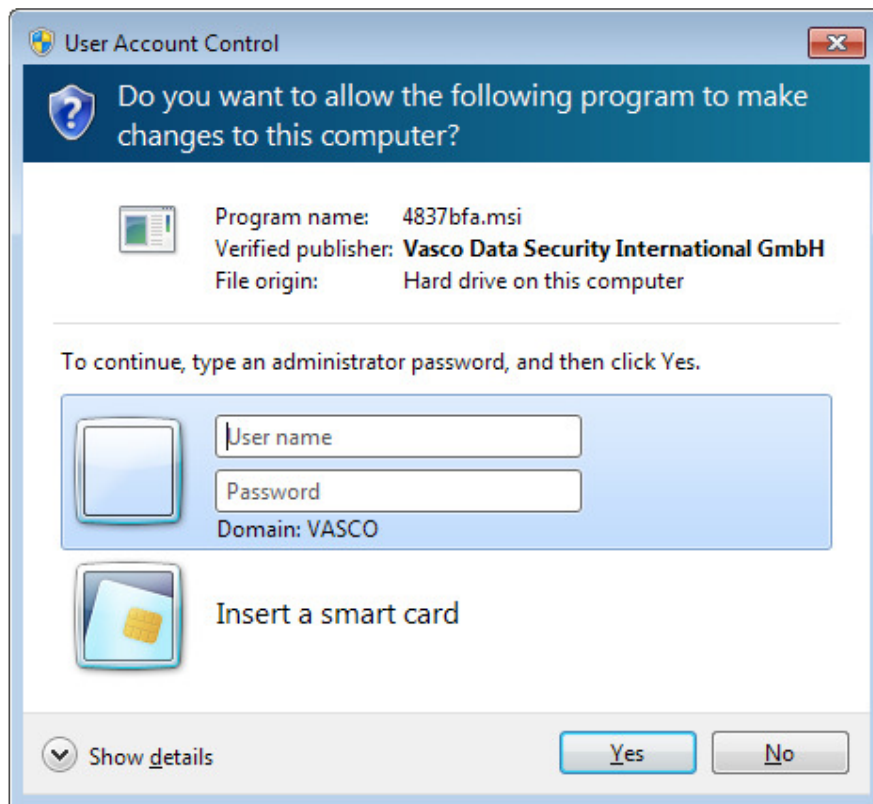 User Account Control
Do you want to allow the following program to make
changes to this computer?
Program name: 4837bfa.msi
Verified publisher: Vasco Data Security International GmbH
File origin: Hard drive on this computer
To continue, type an administrator password, and then click Yes.
User name
Password
Domain: VASCO
Insert a smart card
Show details Yes No